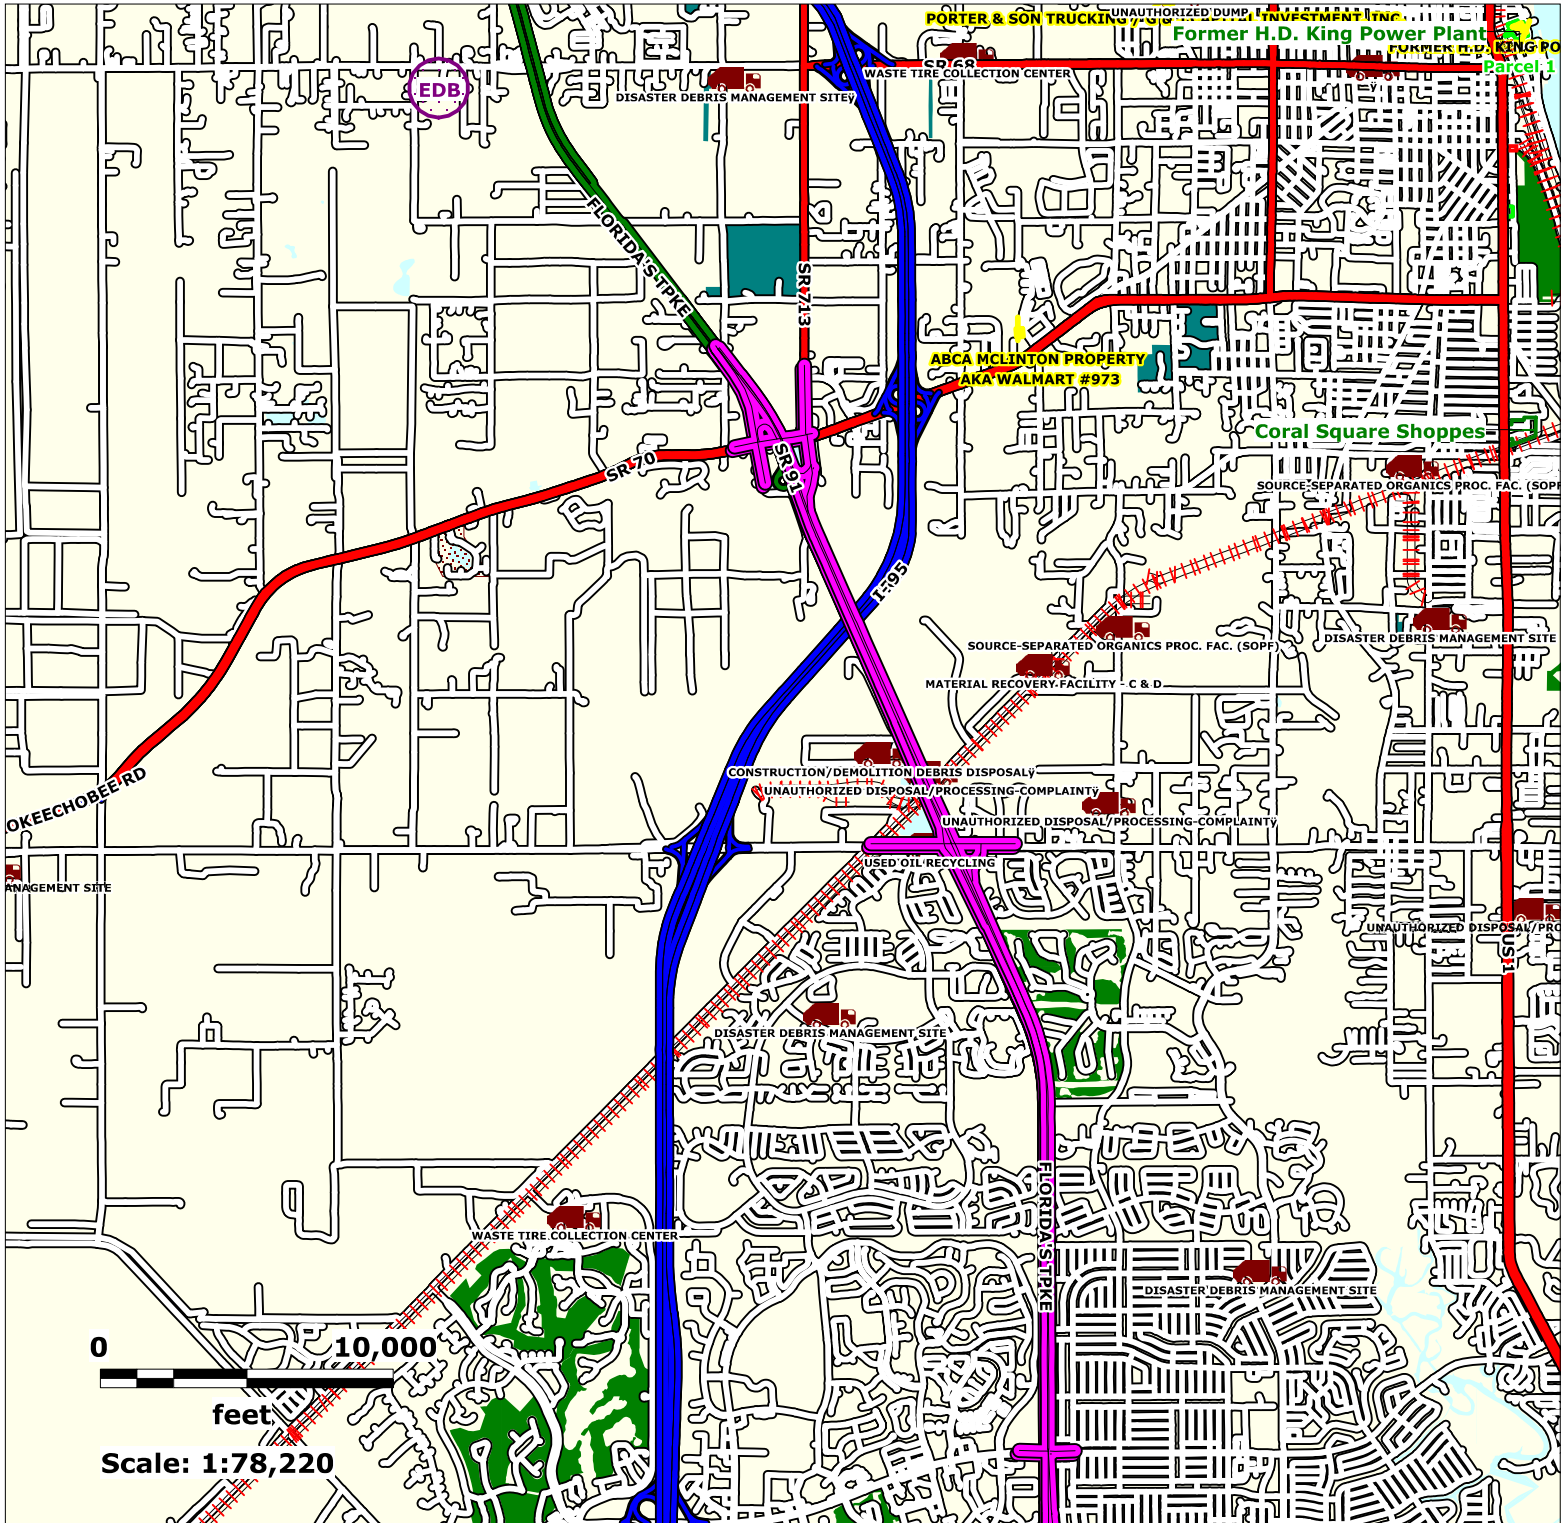 UNAUTHORIZED DUMP
PORTER & SON TRUCKING / G &
INVESTMENT, INC
Former H.D. King Power Plant
FORMER H.D. KING PO
Parcel 1
SR 68
WASTE TIRE COLLECTION CENTER
EDB
DISASTER DEBRIS MANAGEMENT SITEÿ
FLORIDA'S TPKE
SR 713
ABCA MCLINTON PROPERTY
AKA WALMART #973
Coral Square Shoppes
SR 70
SR 91
SOURCE-SEPARATED ORGANICS PROC. FAC. (SOPF
I-95
DISASTER DEBRIS MANAGEMENT SITE
SOURCE-SEPARATED ORGANICS PROC. FAC. (SOPF)
MATERIAL RECOVERY FACILITY - C & D
OKEECHOBEE RD
CONSTRUCTION/DEMOLITION DEBRIS DISPOSALÿ
UNAUTHORIZED DISPOSAL/PROCESSING-COMPLAINTÿ
UNAUTHORIZED DISPOSAL/PROCESSING-COMPLAINTÿ
USED OIL RECYCLING
ANAGEMENT SITE
UNAUTHORIZED DISPOSAL/PRO
US 1
DISASTER DEBRIS MANAGEMENT SITE
FLORIDA'S TPKE
WASTE TIRE COLLECTION CENTER
DISASTER DEBRIS MANAGEMENT SITE
0 10,000
feet
Scale: 1:78,220